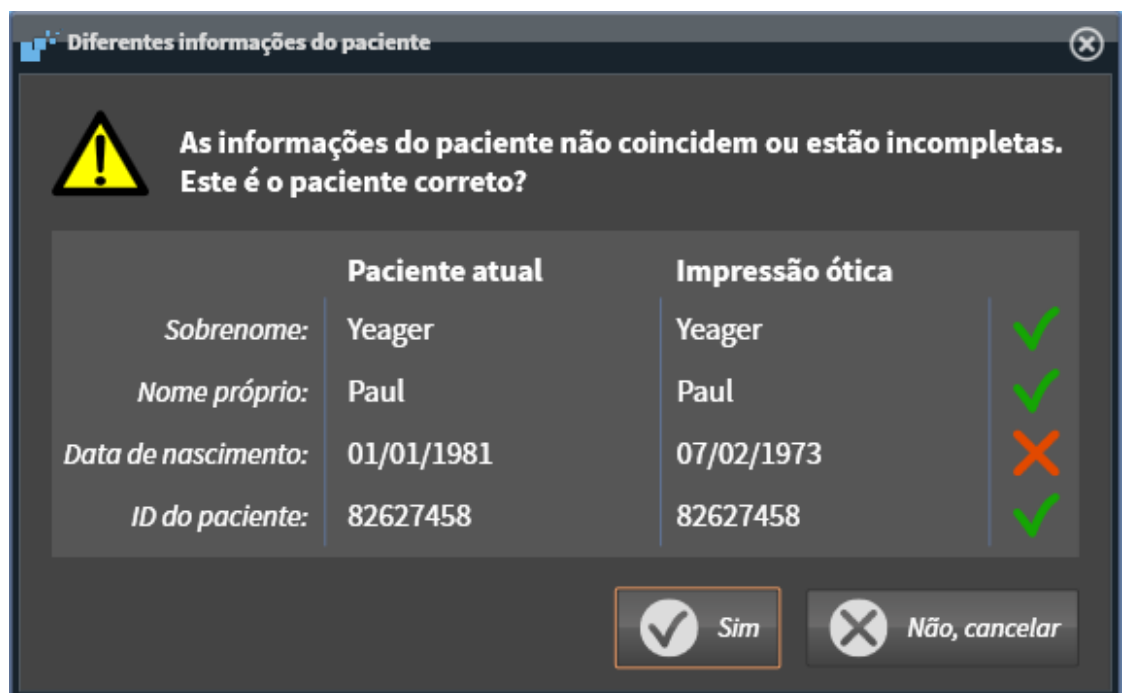 Diferentes informações do paciente
As informações do paciente não coincidem ou estão incompletas.
Este é o paciente correto?
Paciente atual Impressão ótica
Sobrenome: Yeager Yeager
Nome próprio: Paul Paul
Data de nascimento: 01/01/1981 07/02/1973
ID do paciente: 82627458 82627458
Sim Não, cancelar